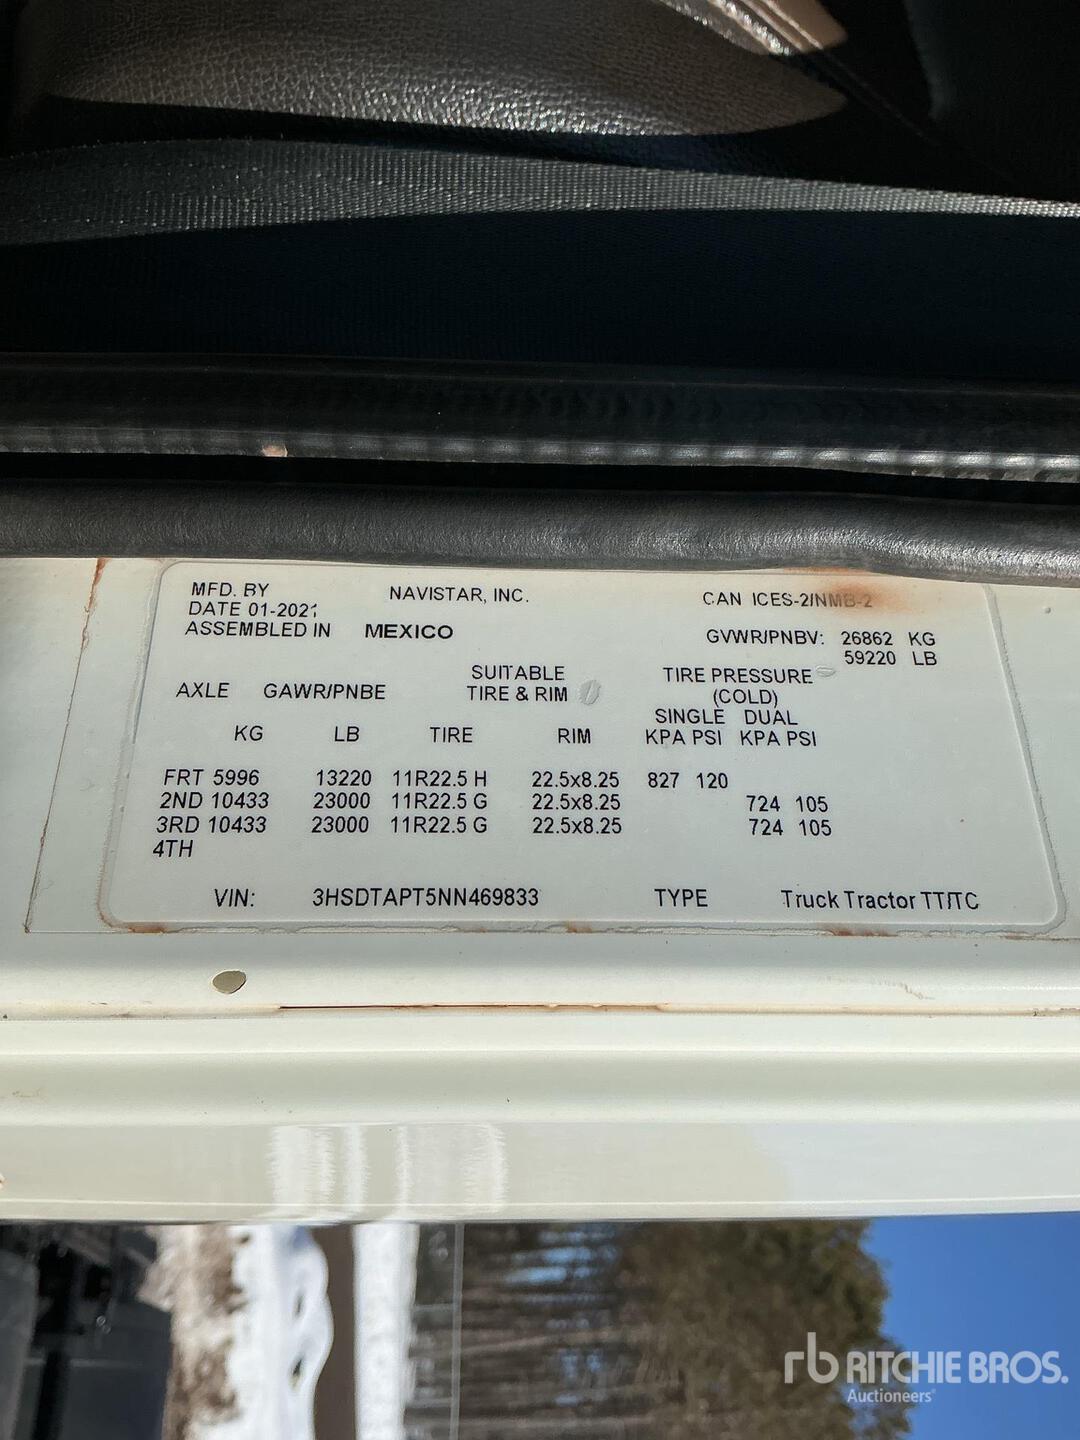 MFD. BY NAVISTAR, INC. CAN ICES-2/NMB-2
DATE 01-2021
ASSEMBLED IN MEXICO GVWR/PNBV: 26862 KG
59220 LB
SUITABLE TIRE PRESSURE
AXLE GAWR/PNBE TIRE & RIM (COLD)
SINGLE DUAL
KG LB TIRE RIM KPA PSI KPA PSI
FRT 5996 13220 11R22.5 H 22.5x8.25 827 120
2ND 10433 23000 11R22.5 G 22.5x8.25 724 105
3RD 10433 23000 11R22.5 G 22.5x8.25 724 105
4TH
VIN: 3HSDTAPT5NN469833 TYPE Truck Tractor TT/TC
rb RITCHIE BROS.
Auctioneers